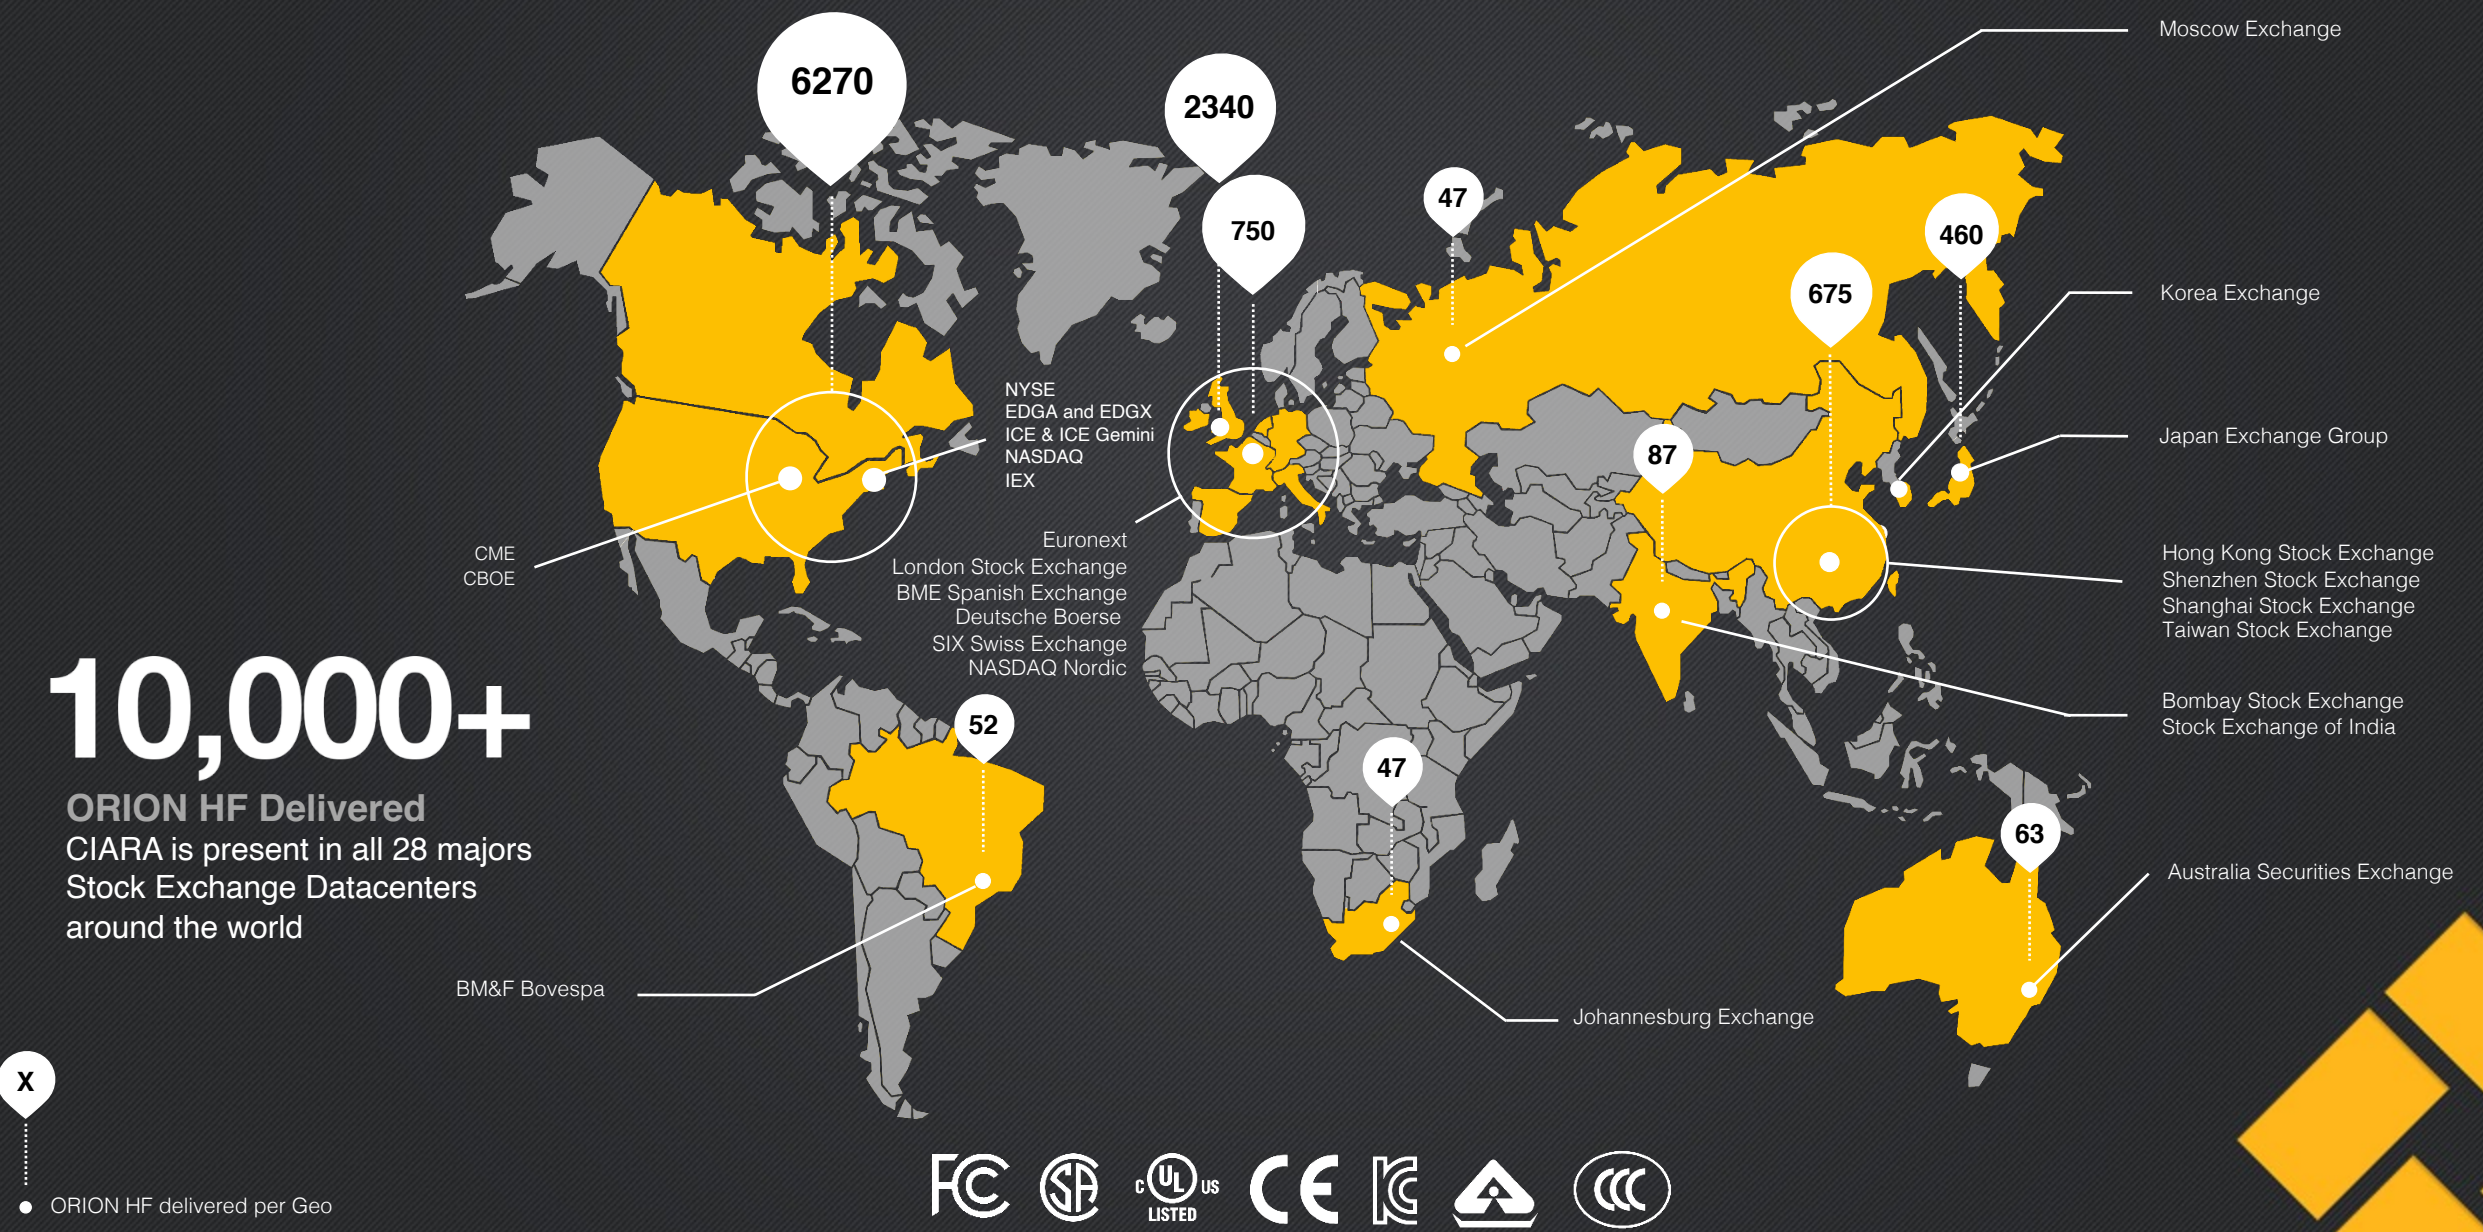 Moscow Exchange
6270
2340
47
750
460
675
Korea Exchange
NYSE
EDGA and EDGX
ICE & ICE Gemini
NASDAQ
IEX
87
Japan Exchange Group
CME
CBOE
Euronext
London Stock Exchange
BME Spanish Exchange
Deutsche Boerse
SIX Swiss Exchange
NASDAQ Nordic
Hong Kong Stock Exchange
Shenzhen Stock Exchange
Shanghai Stock Exchange
Taiwan Stock Exchange
Bombay Stock Exchange
Stock Exchange of India
10,000+
ORION HF Delivered
CIARA is present in all 28 majors
Stock Exchange Datacenters
around the world
52
47
63
Australia Securities Exchange
BM&F Bovespa
Johannesburg Exchange
X
ORION HF delivered per Geo
FC
SA
C UL US
LISTED
CE
KC
CCC